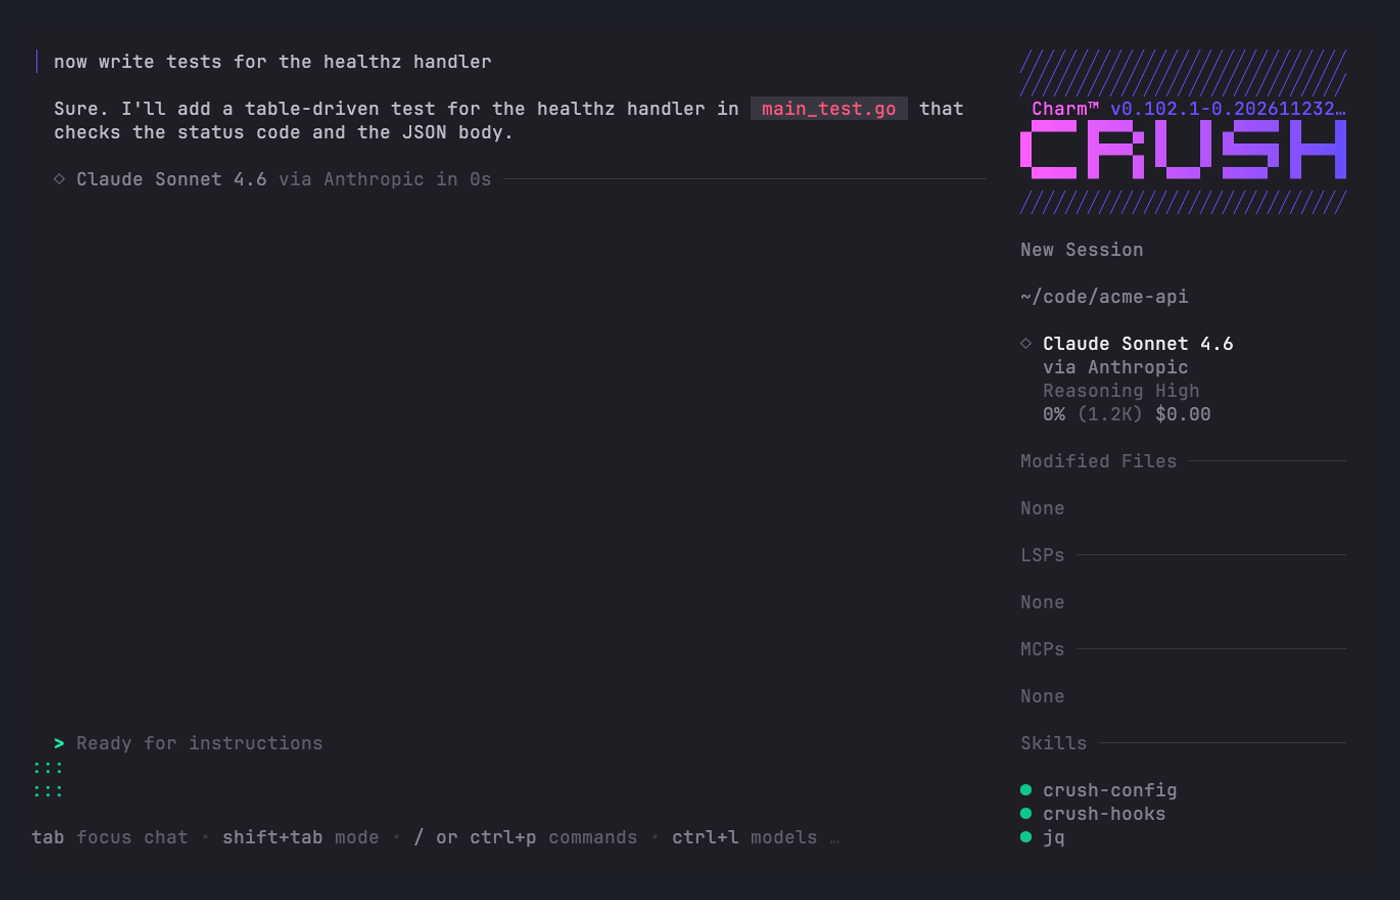 now write tests for the healthz handler
Sure. I'll add a table-driven test for the healthz handler in main_test.go that
checks the status code and the JSON body.
◇ Claude Sonnet 4.6 via Anthropic in 0s
> Ready for instructions
:::
:::
tab focus chat • shift+tab mode • / or ctrl+p commands • ctrl+l models …
Charm™ v0.102.1-0.202611232…
CRUSH
New Session
~/code/acme-api
◇ Claude Sonnet 4.6
via Anthropic
Reasoning High
0% (1.2K) $0.00
Modified Files
None
LSPs
None
MCPs
None
Skills
● crush-config
● crush-hooks
● jq